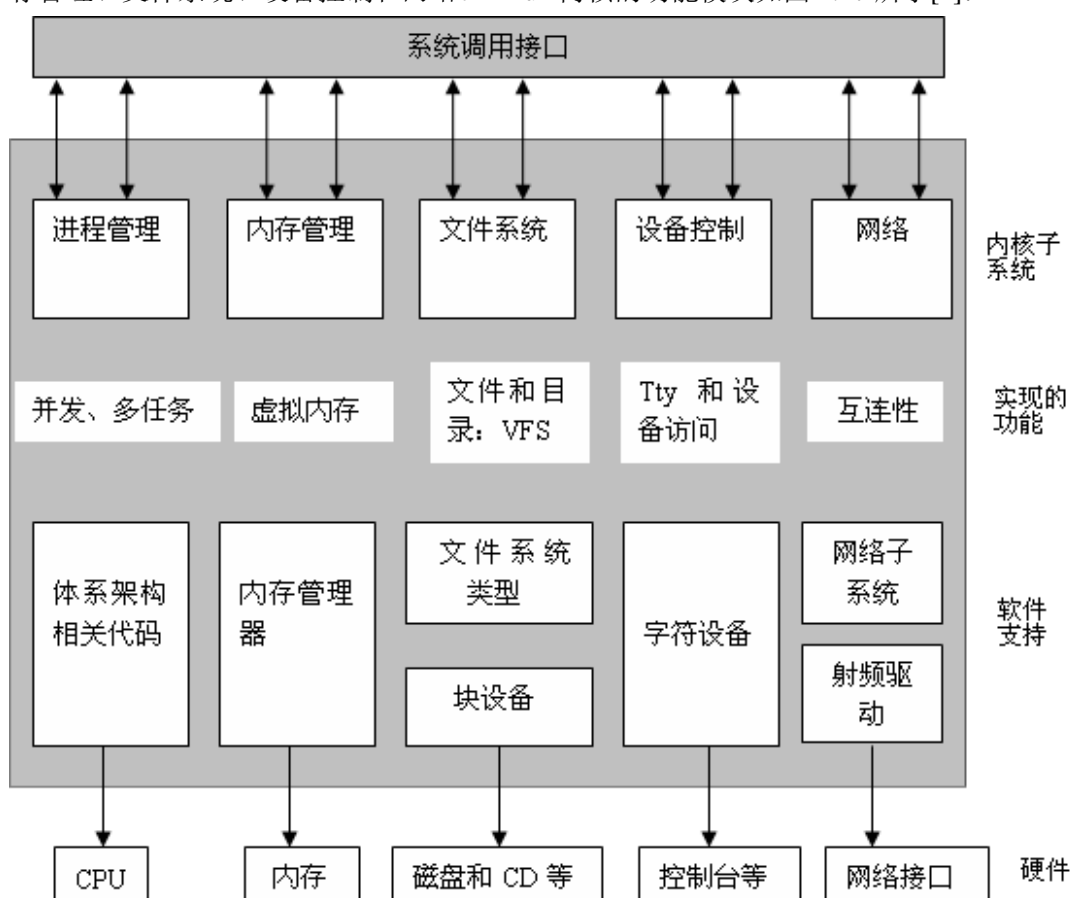 系统调用接口
进程管理
内存管理
文件系统
设备控制
网络
内核子
系统
并发、多任务
虚拟内存
文件和目
录：VFS
Tty 和设
备访问
互连性
实现的
功能
体系架构
相关代码
内存管理
器
文件系统
类型
块设备
字符设备
网络子
系统
射频驱
动
软件
支持
CPU
内存
磁盘和 CD 等
控制台等
网络接口
硬件